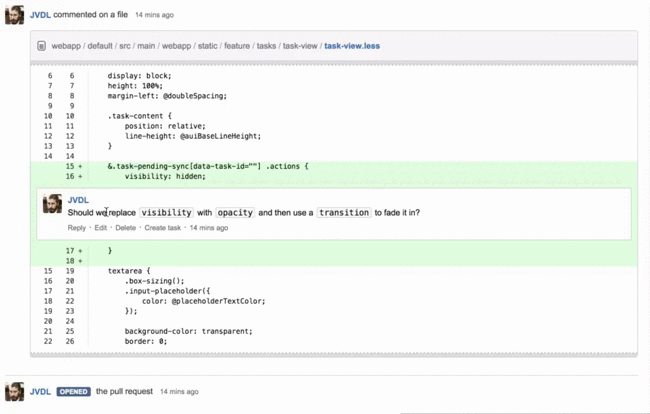 JVDL commented on a file 14 mins ago
webapp / default / src / main / webapp / static / feature / tasks / task-view / task-view.less
6 6 display: block;
7 7 height: 100%;
8 8 margin-left: @doubleSpacing;
9 9
10 10 .task-content {
11 11 position: relative;
12 12 line-height: @auiBaseLineHeight;
13 13 }
14 14
15 + &.task-pending-sync[data-task-id=""] .actions {
16 + visibility: hidden;
JVDL
Should we replace visibility with opacity and then use a transition to fade it in?
Reply · Edit · Delete · Create task · 14 mins ago
17 + }
18 +
15 19 textarea {
16 20 .box-sizing();
17 21 .input-placeholder({
18 22 color: @placeholderTextColor;
19 23 });
20 24
21 25 background-color: transparent;
22 26 border: 0;
JVDL OPENED the pull request 14 mins ago